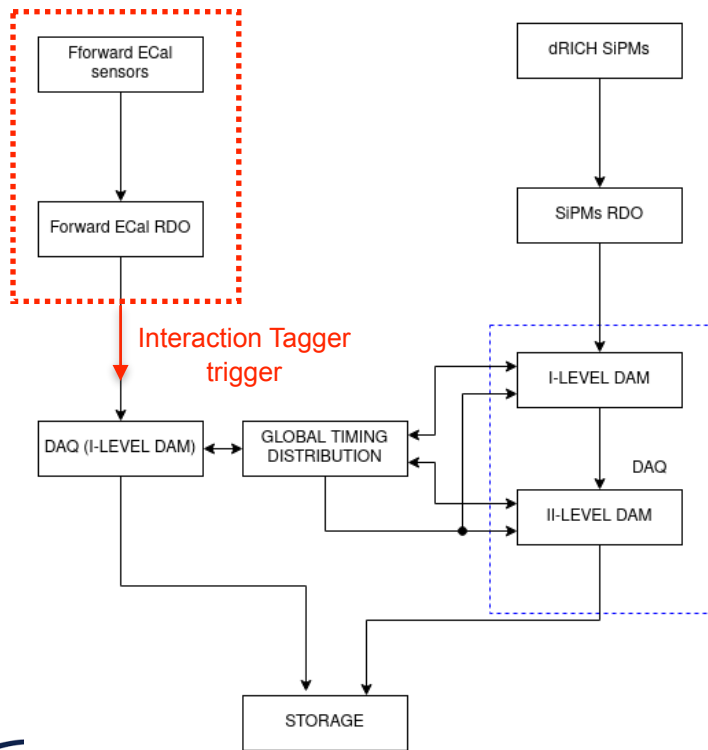 Fforward ECal
sensors
dRICH SiPMs
Forward ECal RDO
SiPMs RDO
Interaction Tagger
trigger
I-LEVEL DAM
DAQ (I-LEVEL DAM)
GLOBAL TIMING
DISTRIBUTION
DAQ
II-LEVEL DAM
STORAGE